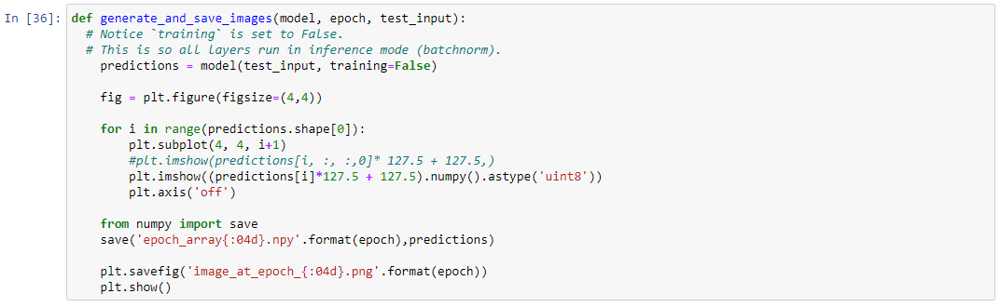 In [36]: def generate_and_save_images(model, epoch, test_input):
# Notice `training` is set to False.
# This is so all layers run in inference mode (batchnorm).
predictions = model(test_input, training=False)
fig = plt.figure(figsize=(4,4))
for i in range(predictions.shape[0]):
plt.subplot(4, 4, i+1)
#plt.imshow(predictions[i, :, :,0]* 127.5 + 127.5,)
plt.imshow((predictions[i]*127.5 + 127.5).numpy().astype('uint8'))
plt.axis('off')
from numpy import save
save('epoch_array{:04d}.npy'.format(epoch),predictions)
plt.savefig('image_at_epoch_{:04d}.png'.format(epoch))
plt.show()